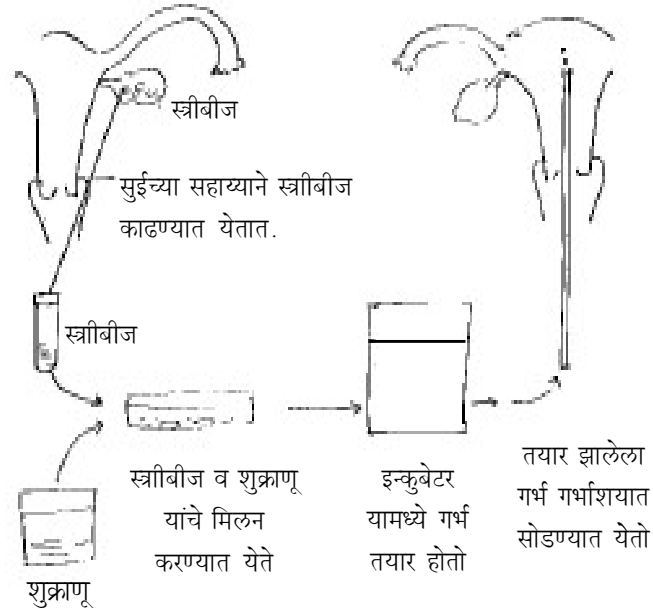 स्त्रीबीज
सुईच्या सहाय्याने स्त्राीबीज
काढण्यात येतात.
स्त्राीबीज
स्त्राीबीज व शुक्राणू
यांचे मिलन
करण्यात येते
इन्कुबेटर
यामध्ये गर्भ
तयार होतो
तयार झालेला
गर्भ गर्भाशयात
सोडण्यात येतो
शुक्राणू